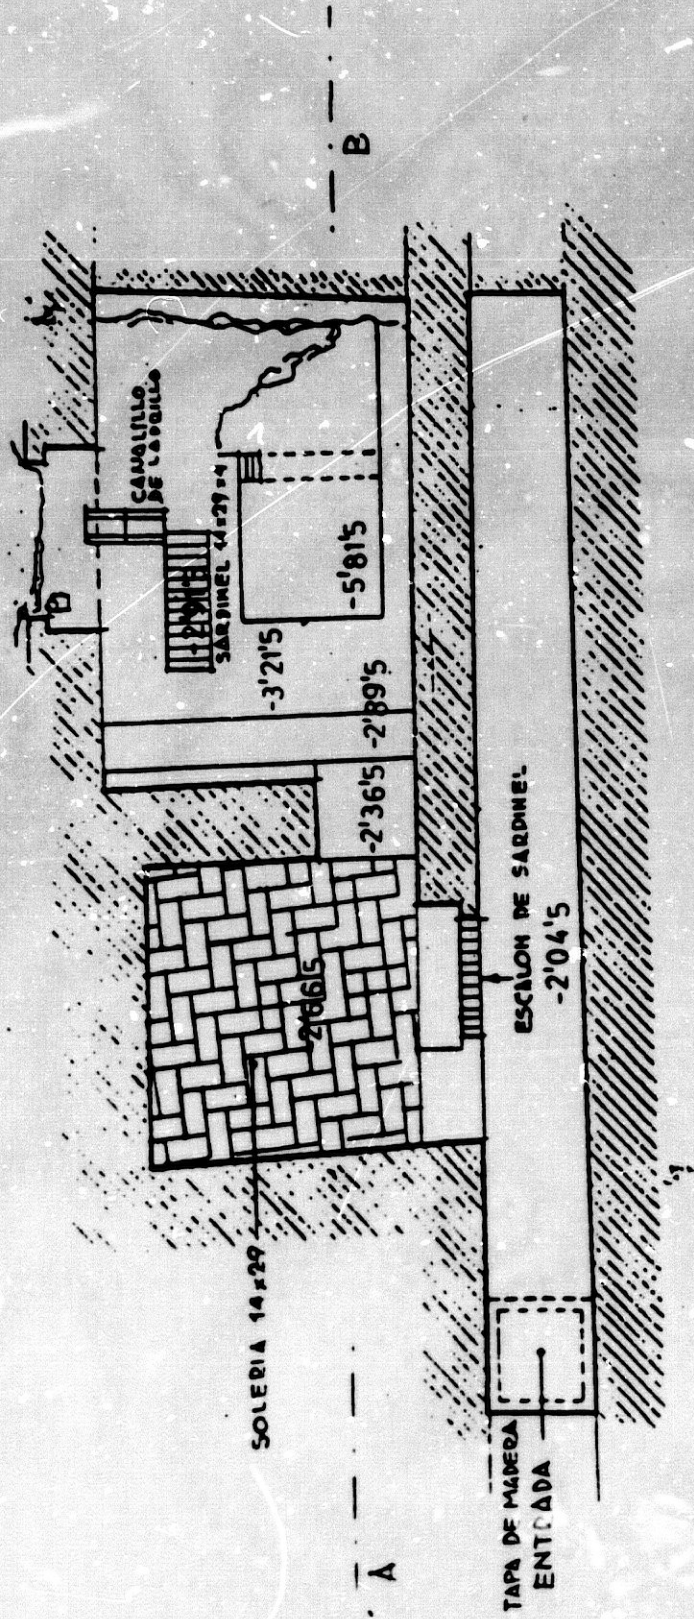 B
CANALILLO
DE LADRILLO
SARDINEL 14x29x4
-3'21'5
-5'81'5
-2'89'5
-2'36'5
-2'66'5
ESCALON DE SARDINEL
-2'04'5
SOLERIA 14x29
A
TAPA DE MADERA
ENTRADA